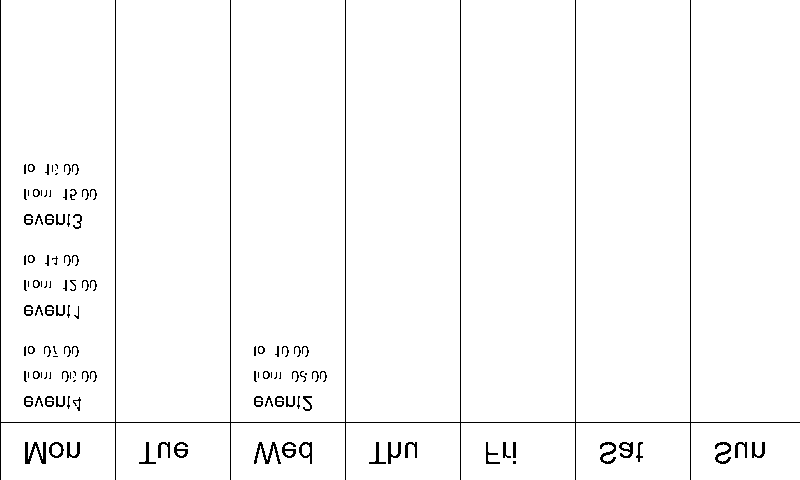 Mon Tue Wed Thu Fri Sat Sun
event4
from: 06:00
to: 07:00
event1
from: 12:00
to: 14:00
event3
from: 15:00
to: 16:00
event2
from: 08:00
to: 10:00